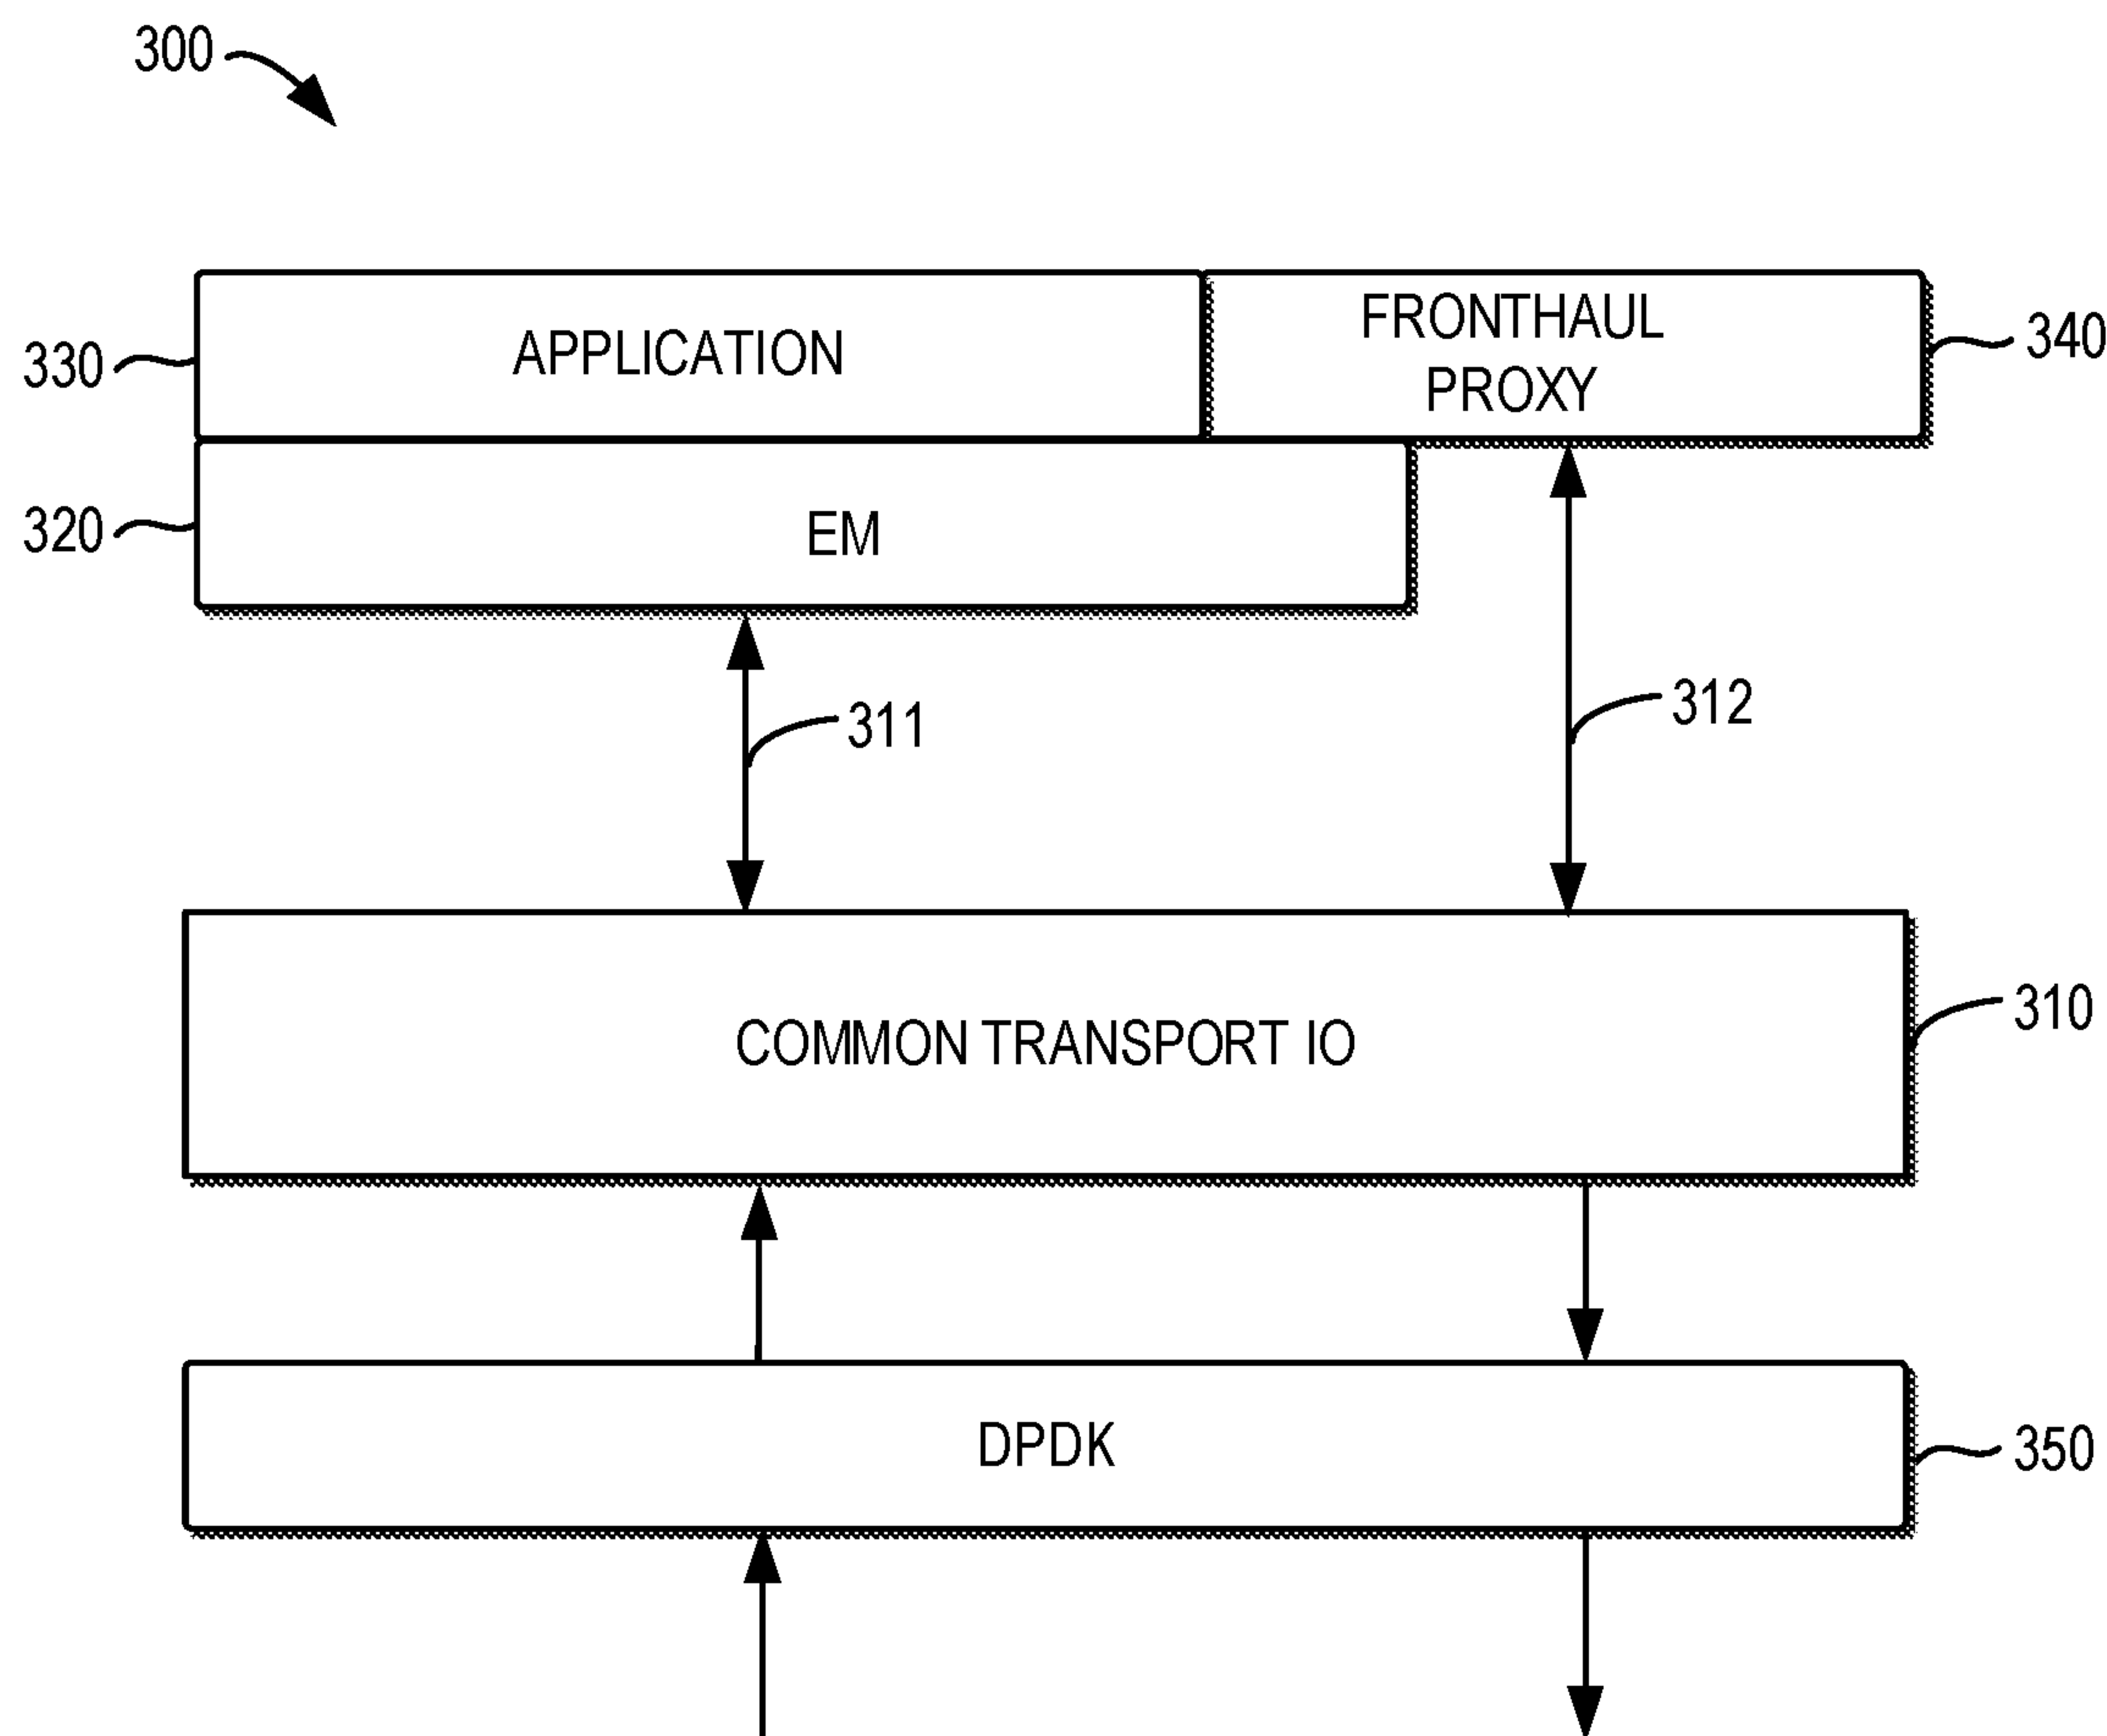 300
APPLICATION
FRONTHAUL
PROXY
330
340
320
EM
311
312
COMMON TRANSPORT IO
310
DPDK
350